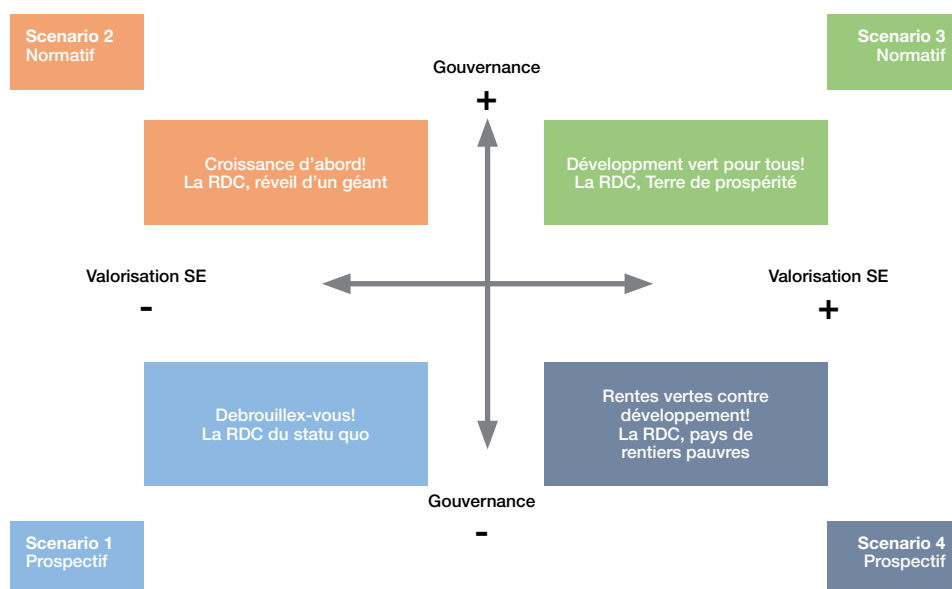 Scenario 2
Normatif
Scenario 3
Normatif
Gouvernance
+
Croissance d'abord!
La RDC, réveil d'un géant
Développment vert pour tous!
La RDC, Terre de prospérité
Valorisation SE
-
Valorisation SE
+
Debrouillex-vous!
La RDC du statu quo
Rentes vertes contre
développement!
La RDC, pays de
rentiers pauvres
Gouvernance
-
Scenario 1
Prospectif
Scenario 4
Prospectif